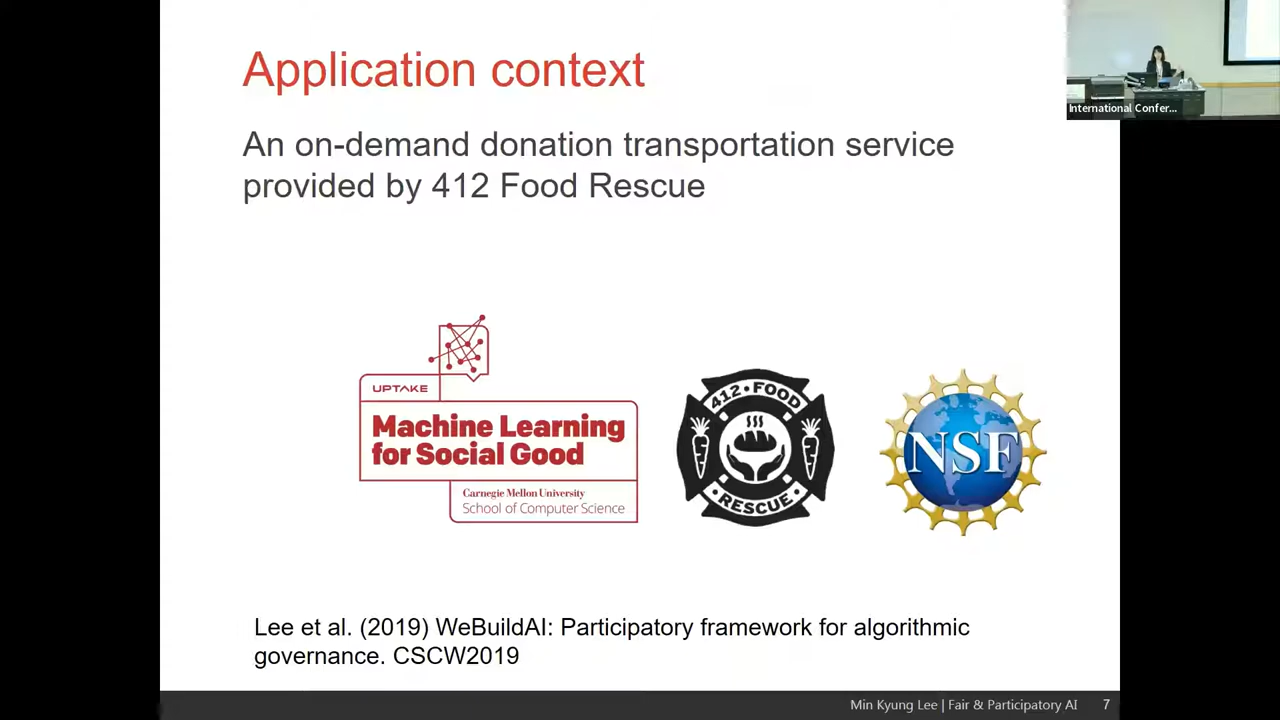 Application context
International Confer...
An on-demand donation transportation service
provided by 412 Food Rescue
UPTAKE
Machine Learning
for Social Good
Carnegie Mellon University
School of Computer Science
412 • FOOD
• RESCUE •
NSF
Lee et al. (2019) WeBuildAI: Participatory framework for algorithmic
governance. CSCW2019
Min Kyung Lee | Fair & Participatory AI 7